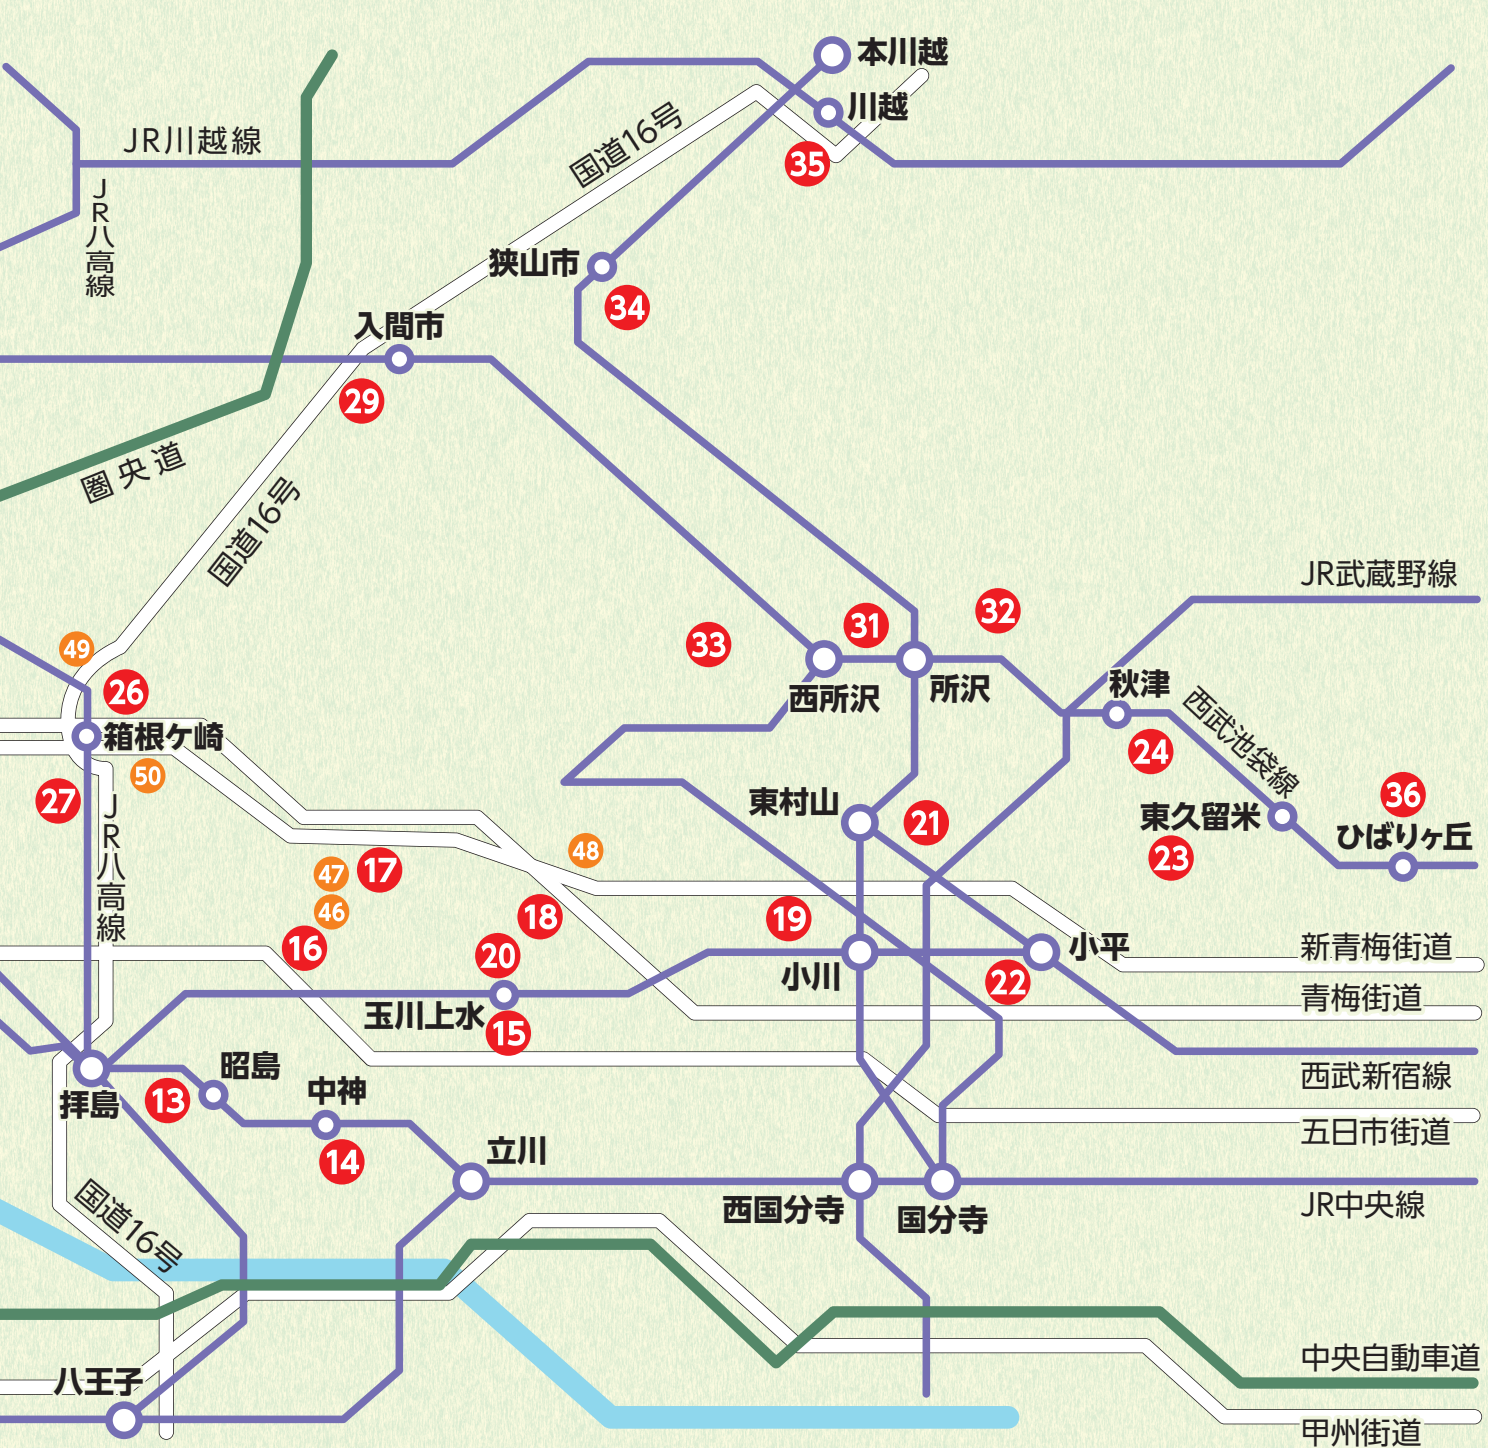 本川越
川越
JR川越線
国道16号
35
JR八高線
狭山市
34
入間市
29
圏央道
国道16号
JR武蔵野線
32
31
33
49
26
西所沢
所沢
秋津
西武池袋線
24
箱根ケ崎
50
27
JR八高線
東村山
21
東久留米
23
36
ひばりヶ丘
48
47
17
46
18
19
16
20
小川
小平
22
新青梅街道
青梅街道
玉川上水
15
西武新宿線
昭島
拝島
13
中神
14
五日市街道
立川
西国分寺
国分寺
JR中央線
国道16号
中央自動車道
八王子
甲州街道